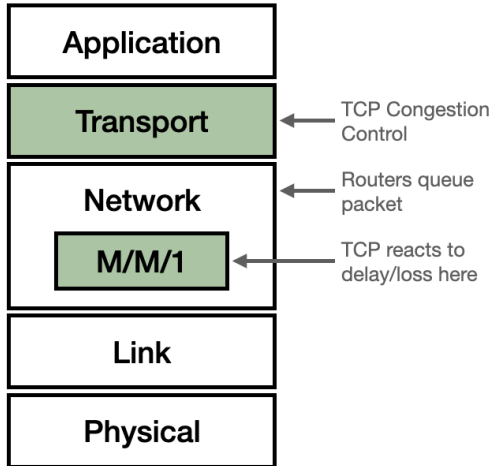 Application
Transport
TCP Congestion
Control
Network
Routers queue
packet
M/M/1
TCP reacts to
delay/loss here
Link
Physical